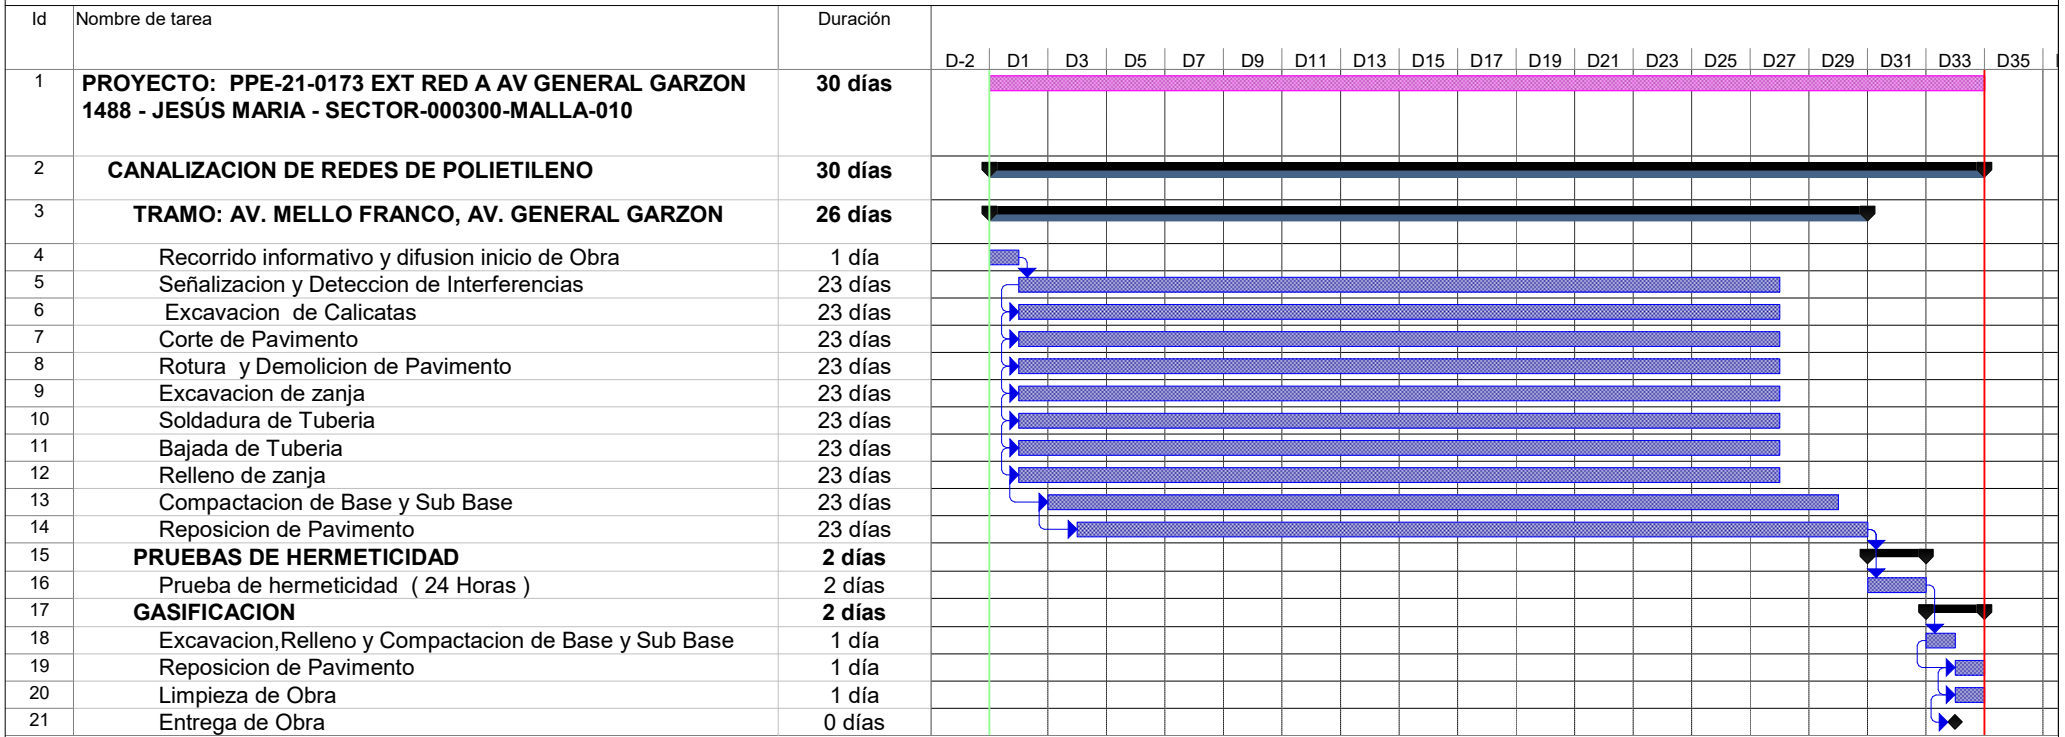 Id Nombre de tarea Duración
D-2 D1 D3 D5 D7 D9 D11 D13 D15 D17 D19 D21 D23 D25 D27 D29 D31 D33 D35
1 PROYECTO: PPE-21-0173 EXT RED A AV GENERAL GARZON 30 días
1488 - JESÚS MARIA - SECTOR-000300-MALLA-010
2 CANALIZACION DE REDES DE POLIETILENO 30 días
3 TRAMO: AV. MELLO FRANCO, AV. GENERAL GARZON 26 días
4 Recorrido informativo y difusion inicio de Obra 1 día
5 Señalizacion y Deteccion de Interferencias 23 días
6 Excavacion de Calicatas 23 días
7 Corte de Pavimento 23 días
8 Rotura y Demolicion de Pavimento 23 días
9 Excavacion de zanja 23 días
10 Soldadura de Tuberia 23 días
11 Bajada de Tuberia 23 días
12 Relleno de zanja 23 días
13 Compactacion de Base y Sub Base 23 días
14 Reposicion de Pavimento 23 días
15 PRUEBAS DE HERMETICIDAD 2 días
16 Prueba de hermeticidad ( 24 Horas ) 2 días
17 GASIFICACION 2 días
18 Excavacion,Relleno y Compactacion de Base y Sub Base 1 día
19 Reposicion de Pavimento 1 día
20 Limpieza de Obra 1 día
21 Entrega de Obra 0 días